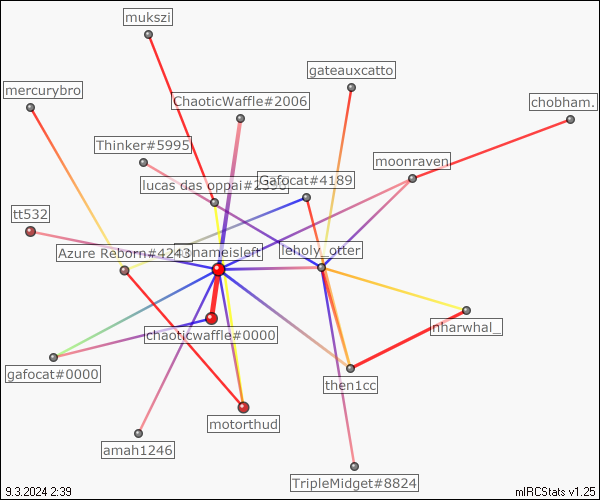 mukszi
gateauxcatto
mercurybro
ChaoticWaffle#2006
chobham.
Thinker#5995
moonraven
lucas das oppai#
Gafocat#4189
tt532
Azure Reborn#4243
nameisleft
leholy_otter
chaoticwaffle#0000
nharwhal_
gafocat#0000
then1cc
motorthud
amah1246
TripleMidget#8824
9.3.2024 2:39
mIRCStats v1.25